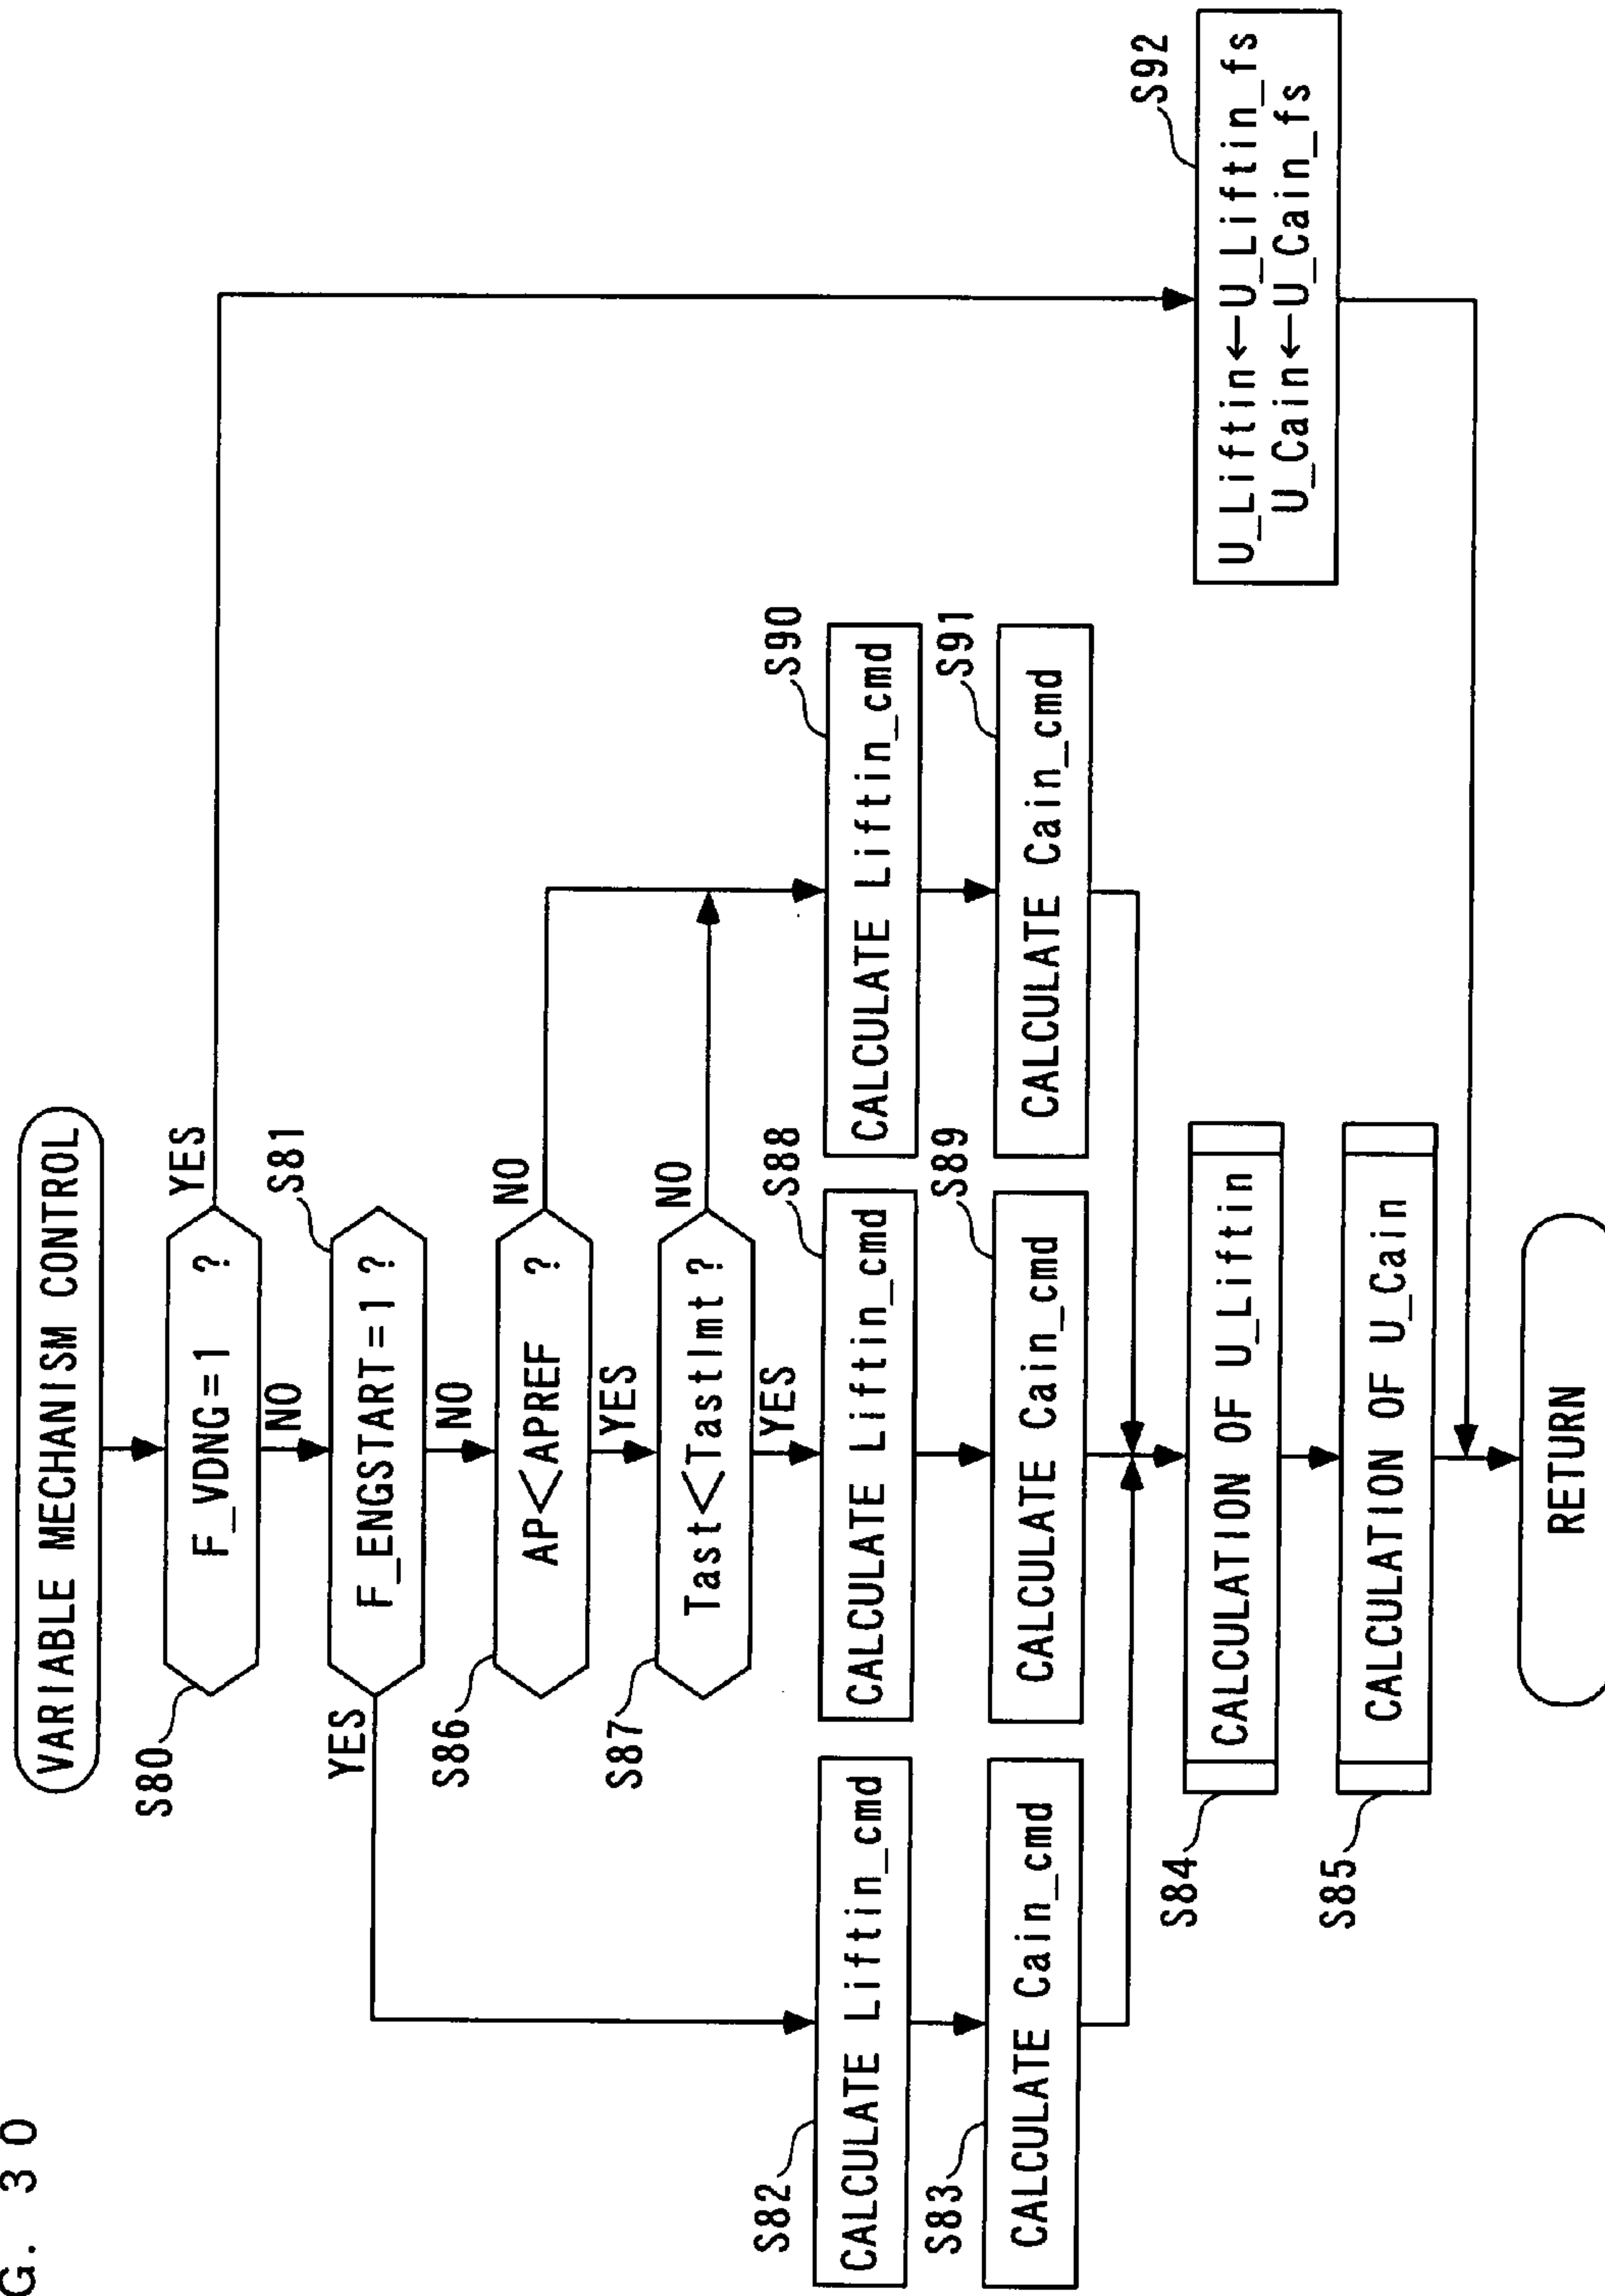 G. 30
VARIABLE MECHANISM CONTROL
S80
F_VDNG=1 ?
YES
NO
S81
F_ENGSTART=1 ?
YES
NO
S86
AP<APREF ?
NO
YES
S87
Tast<Tastlmt ?
NO
YES
S82
CALCULATE Liftin_cmd
S88
CALCULATE Liftin_cmd
S90
CALCULATE Liftin_cmd
S83
CALCULATE Cain_cmd
S89
CALCULATE Cain_cmd
S91
CALCULATE Cain_cmd
S92
U_Liftin←U_Liftin_fs
U_Cain←U_Cain_fs
S84
CALCULATION OF U_Liftin
S85
CALCULATION OF U_Cain
RETURN